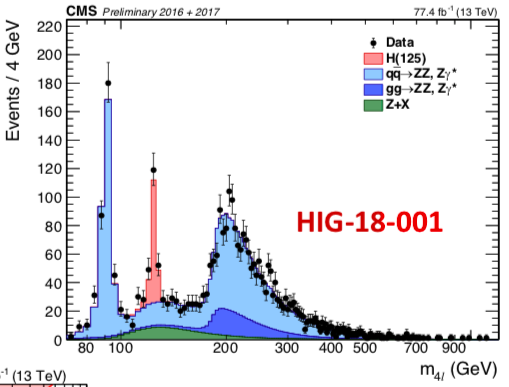 CMS Preliminary 2016 + 2017 77.4 fb⁻¹ (13 TeV)
Events / 4 GeV
220
200
180
160
140
120
100
80
60
40
20
0
Data
H(125)
qq̄→ZZ, Zγ*
gg→ZZ, Zγ*
Z+X
HIG-18-001
80 100 200 300 400 500 700 900
m₄ₗ (GeV)
⁻¹ (13 TeV)